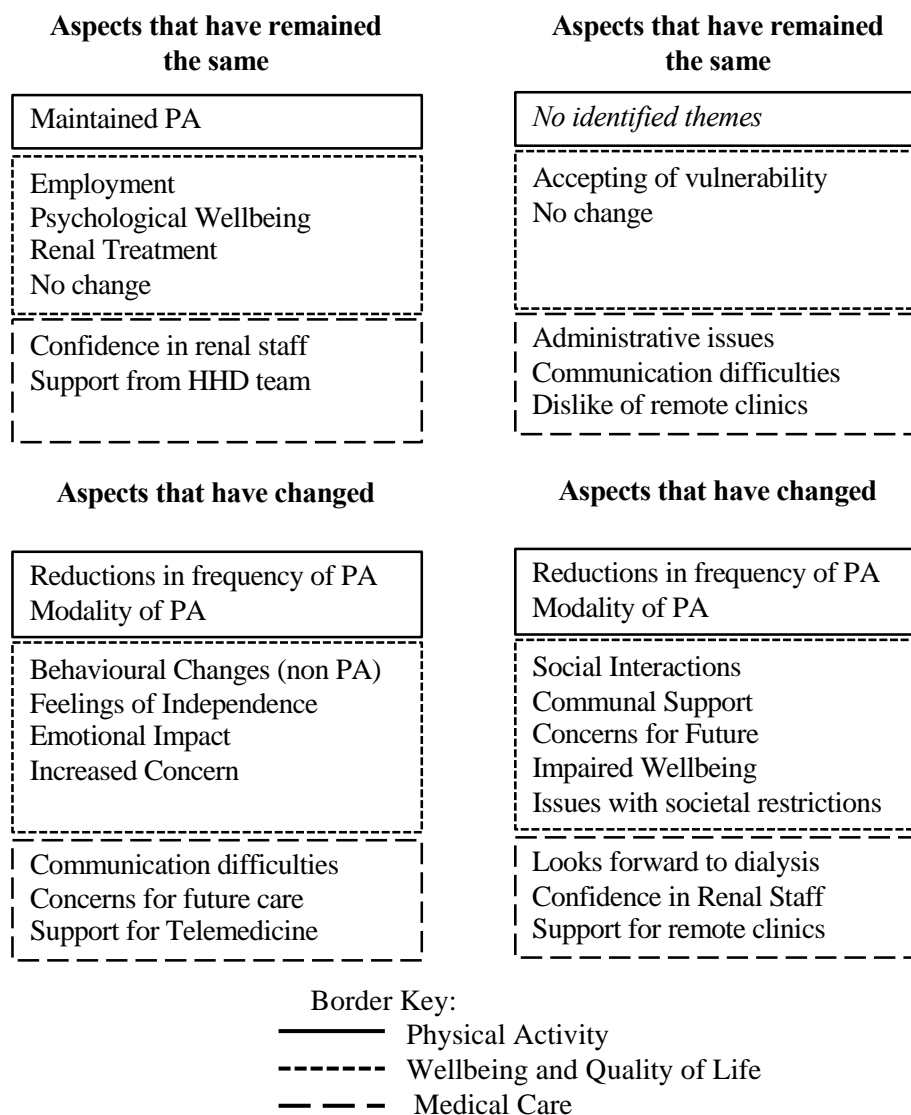 Aspects that have remained
the same
Maintained PA
Employment
Psychological Wellbeing
Renal Treatment
No change
Confidence in renal staff
Support from HHD team
Aspects that have remained
the same
No identified themes
Accepting of vulnerability
No change
Administrative issues
Communication difficulties
Dislike of remote clinics
Aspects that have changed
Reductions in frequency of PA
Modality of PA
Behavioural Changes (non PA)
Feelings of Independence
Emotional Impact
Increased Concern
Communication difficulties
Concerns for future care
Support for Telemedicine
Aspects that have changed
Reductions in frequency of PA
Modality of PA
Social Interactions
Communal Support
Concerns for Future
Impaired Wellbeing
Issues with societal restrictions
Looks forward to dialysis
Confidence in Renal Staff
Support for remote clinics
Border Key:
Physical Activity
Wellbeing and Quality of Life
Medical Care